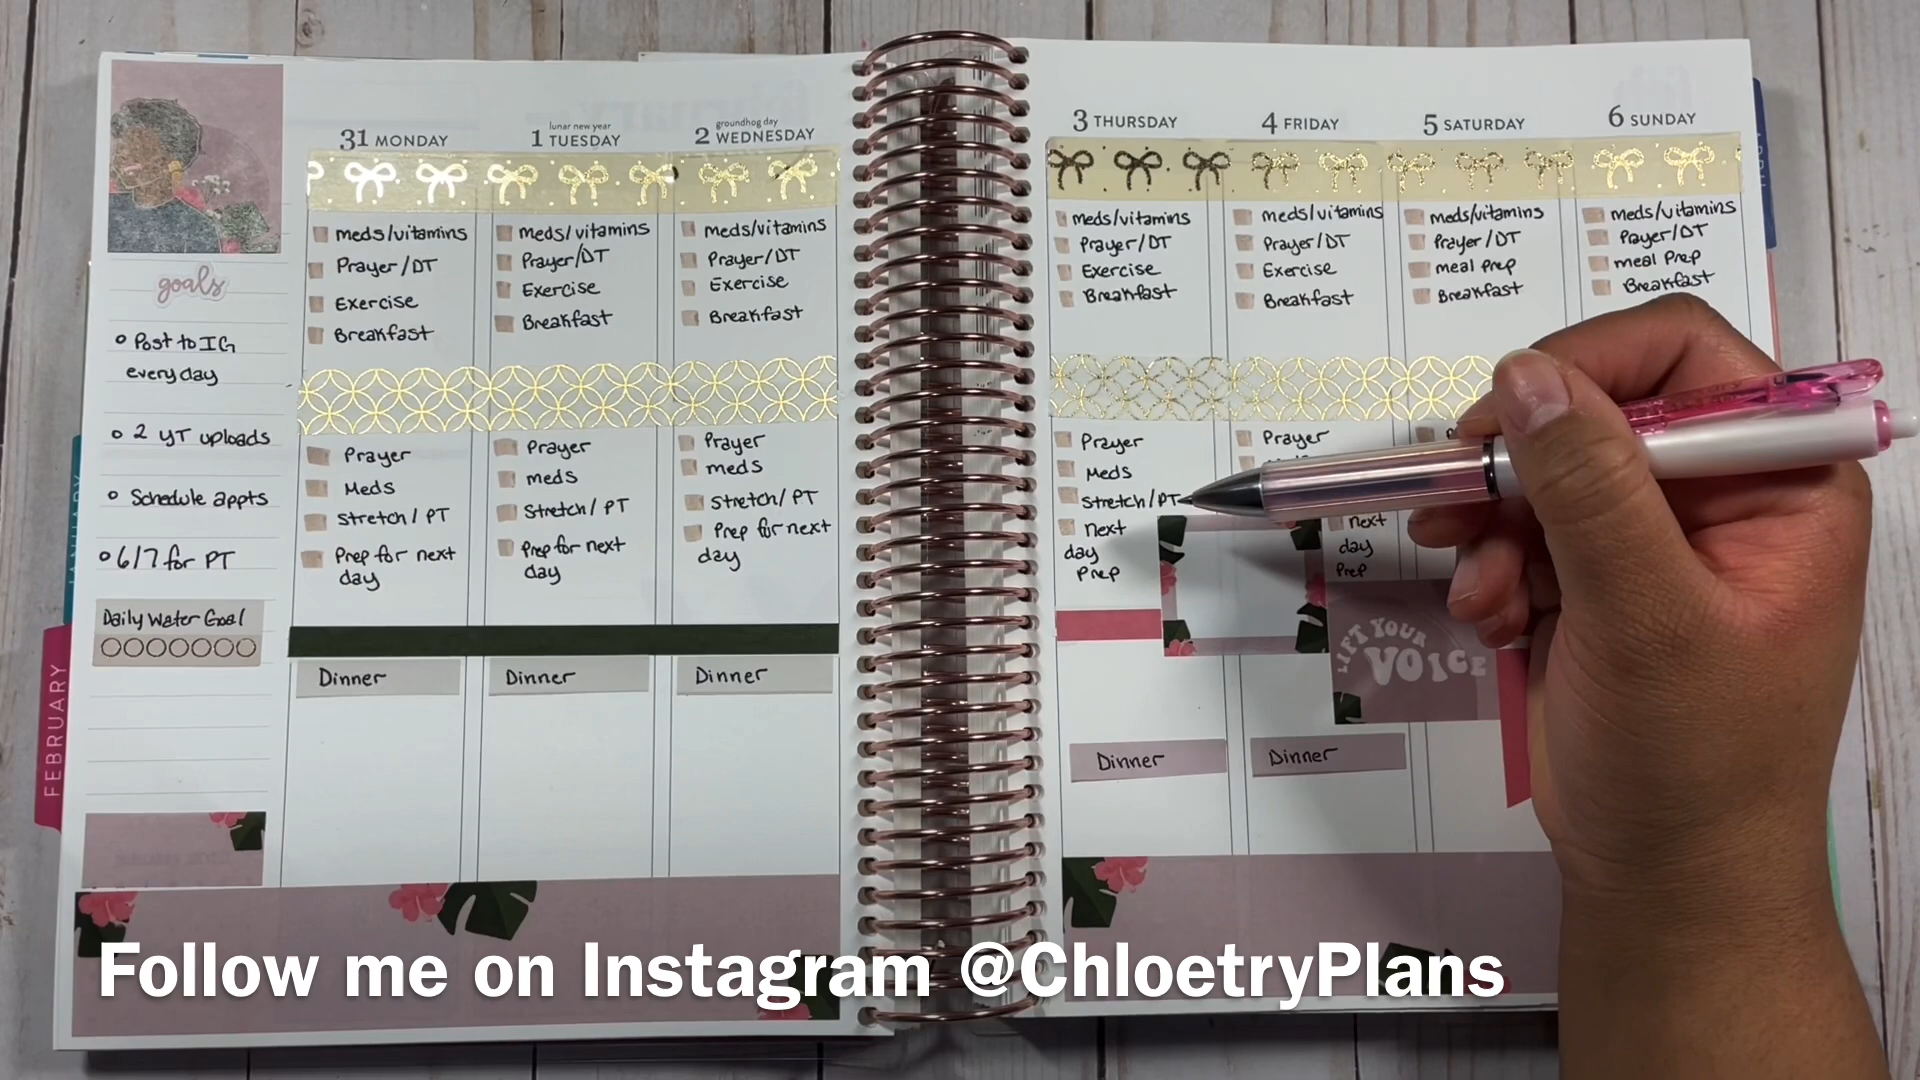 goals
Post to IG
every day
2 YT uploads
Schedule appts
6/7 for PT
Daily Water Goal
FEBRUARY
31 MONDAY
meds/vitamins
Prayer/DT
Exercise
Breakfast
Prayer
Meds
Stretch/PT
Prep for next
day
Dinner
lunar new year
1 TUESDAY
meds/vitamins
Prayer/DT
Exercise
Breakfast
Prayer
meds
Stretch/PT
Prep for next
day
Dinner
groundhog day
2 WEDNESDAY
meds/vitamins
Prayer/DT
Exercise
Breakfast
Prayer
meds
Stretch/PT
Prep for next
day
Dinner
3 THURSDAY
meds/vitamins
Prayer/DT
Exercise
Breakfast
Prayer
Meds
Stretch/PT
Next
day
Prep
Dinner
4 FRIDAY
meds/vitamins
Prayer/DT
Exercise
Breakfast
Prayer
Dinner
5 SATURDAY
meds/vitamins
Prayer/DT
meal prep
Breakfast
next
day
Prep
LIFT YOUR
VOICE
6 SUNDAY
meds/vitamins
Prayer/DT
meal Prep
Breakfast
Follow me on Instagram @ChloetryPlans